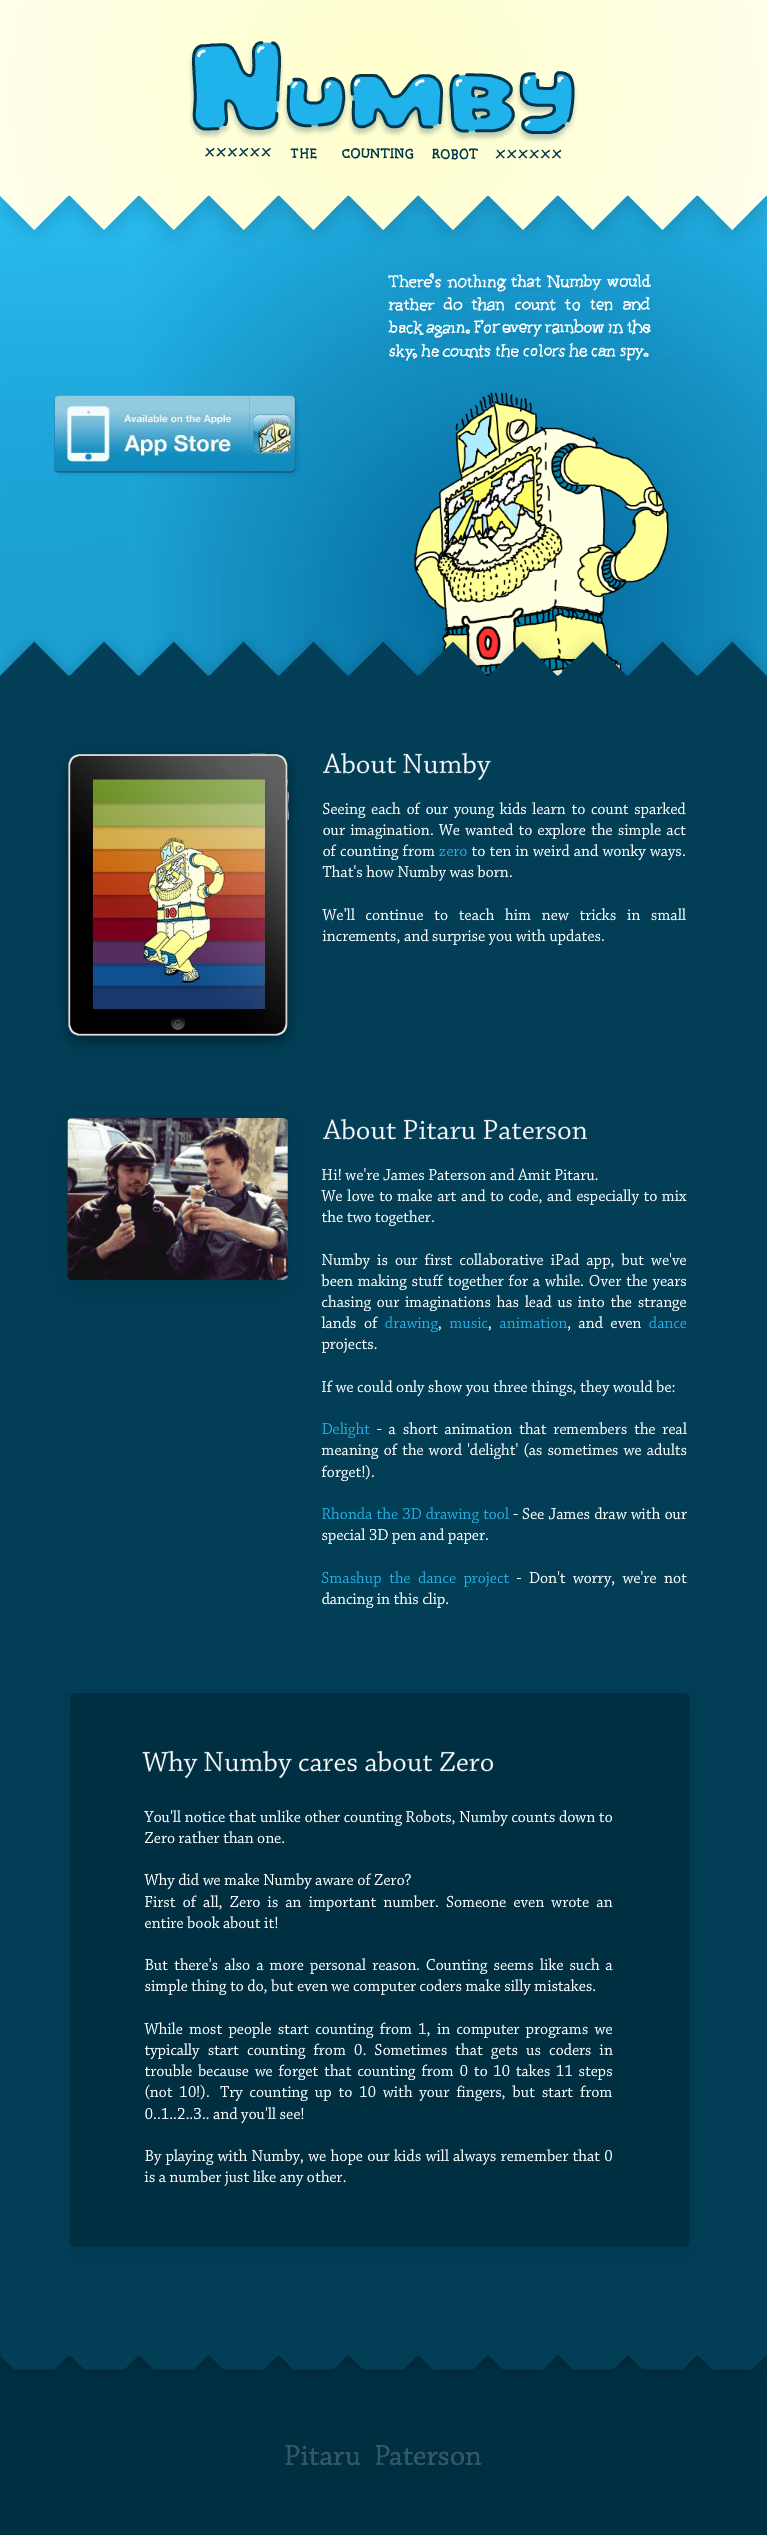 NUMBY
xxxxxx THE COUNTING ROBOT xxxxxx
There's nothing that Numby would
rather do than count to ten and
back again. For every rainbow in the
sky, he counts the colors he can spy.
Available on the Apple
App Store
X
0
10
About Numby
Seeing each of our young kids learn to count sparked
our imagination. We wanted to explore the simple act
of counting from zero to ten in weird and wonky ways.
That's how Numby was born.
We'll continue to teach him new tricks in small
increments, and surprise you with updates.
About Pitaru Paterson
Hi! we're James Paterson and Amit Pitaru.
We love to make art and to code, and especially to mix
the two together.
Numby is our first collaborative iPad app, but we've
been making stuff together for a while. Over the years
chasing our imaginations has lead us into the strange
lands of drawing, music, animation, and even dance
projects.
If we could only show you three things, they would be:
Delight - a short animation that remembers the real
meaning of the word 'delight' (as sometimes we adults
forget!).
Rhonda the 3D drawing tool - See James draw with our
special 3D pen and paper.
Smashup the dance project - Don't worry, we're not
dancing in this clip.
Why Numby cares about Zero
You'll notice that unlike other counting Robots, Numby counts down to
Zero rather than one.
Why did we make Numby aware of Zero?
First of all, Zero is an important number. Someone even wrote an
entire book about it!
But there's also a more personal reason. Counting seems like such a
simple thing to do, but even we computer coders make silly mistakes.
While most people start counting from 1, in computer programs we
typically start counting from 0. Sometimes that gets us coders in
trouble because we forget that counting from 0 to 10 takes 11 steps
(not 10!). Try counting up to 10 with your fingers, but start from
0..1..2..3.. and you'll see!
By playing with Numby, we hope our kids will always remember that 0
is a number just like any other.
Pitaru Paterson